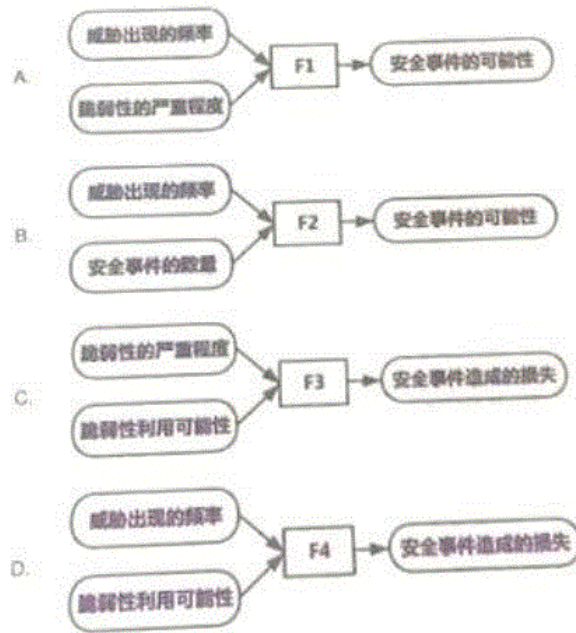 威胁出现的频率
A.
F1
安全事件的可能性
脆弱性的严重程度
威胁出现的频率
B.
F2
安全事件的可能性
安全事件的数量
脆弱性的严重程度
C.
F3
安全事件造成的损失
脆弱性利用可能性
威胁出现的频率
D.
F4
安全事件造成的损失
脆弱性利用可能性